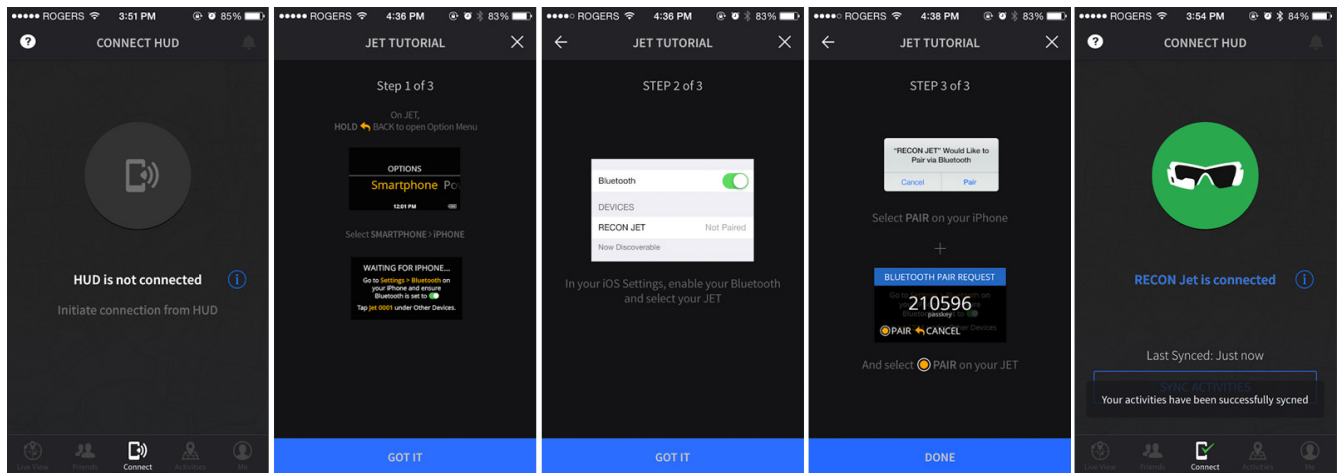 ●●●●● ROGERS 3:51 PM 85%
? CONNECT HUD
HUD is not connected
Initiate connection from HUD
Live View Friends Connect Activities Me
●●●●● ROGERS 4:36 PM 83%
JET TUTORIAL
Step 1 of 3
On JET,
HOLD BACK to open Option Menu
OPTIONS
Smartphone Po
12:01 PM
Select SMARTPHONE > iPHONE
WAITING FOR IPHONE...
Go to Settings > Bluetooth on
your iPhone and ensure
Bluetooth is set to
Tap Jet 0001 under Other Devices.
GOT IT
●●●●○ ROGERS 4:36 PM 83%
JET TUTORIAL
STEP 2 of 3
Bluetooth
DEVICES
RECON JET Not Paired
Now Discoverable
In your iOS Settings, enable your Bluetooth
and select your JET
GOT IT
●●●●○ ROGERS 4:38 PM 83%
JET TUTORIAL
STEP 3 of 3
“RECON JET” Would Like to
Pair via Bluetooth
Cancel Pair
Select PAIR on your iPhone
+
BLUETOOTH PAIR REQUEST
210596
passkey
PAIR CANCEL
And select PAIR on your JET
DONE
●●●●● ROGERS 3:54 PM 84%
? CONNECT HUD
RECON Jet is connected
Last Synced: Just now
SYNC ACTIVITIES
Your activities have been successfully sycned
Live View Friends Connect Activities Me